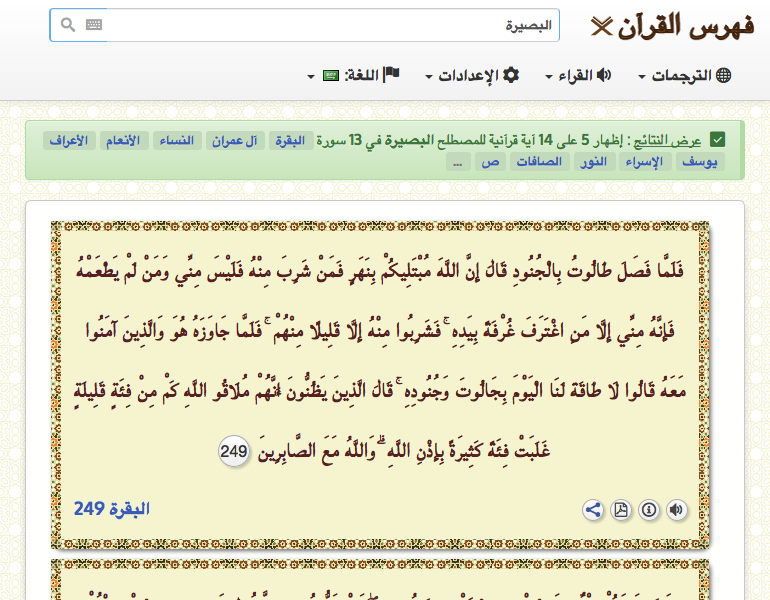 فهرس القرآن
البصيرة
الترجمات
القراء
الإعدادات
اللغة:
عرض النتائج : إظهار 5 على 14 آية قرآنية للمصطلح البصيرة في 13 سورة البقرة آل عمران النساء الأنعام الأعراف
يوسف الإسراء النور الصافات ص ...
فَلَمَّا فَصَلَ طَالُوتُ بِالْجُنُودِ قَالَ إِنَّ اللَّهَ مُبْتَلِيكُمْ بِنَهَرٍ فَمَنْ شَرِبَ مِنْهُ فَلَيْسَ مِنِّي وَمَنْ لَمْ يَطْعَمْهُ
فَإِنَّهُ مِنِّي إِلَّا مَنِ اغْتَرَفَ غُرْفَةً بِيَدِهِ ۚ فَشَرِبُوا مِنْهُ إِلَّا قَلِيلًا مِنْهُمْ ۚ فَلَمَّا جَاوَزَهُ هُوَ وَالَّذِينَ آمَنُوا
مَعَهُ قَالُوا لَا طَاقَةَ لَنَا الْيَوْمَ بِجَالُوتَ وَجُنُودِهِ ۚ قَالَ الَّذِينَ يَظُنُّونَ أَنَّهُمْ مُلَاقُو اللَّهِ كَمْ مِنْ فِئَةٍ قَلِيلَةٍ
غَلَبَتْ فِئَةً كَثِيرَةً بِإِذْنِ اللَّهِ ۗ وَاللَّهُ مَعَ الصَّابِرِينَ 249
البقرة 249